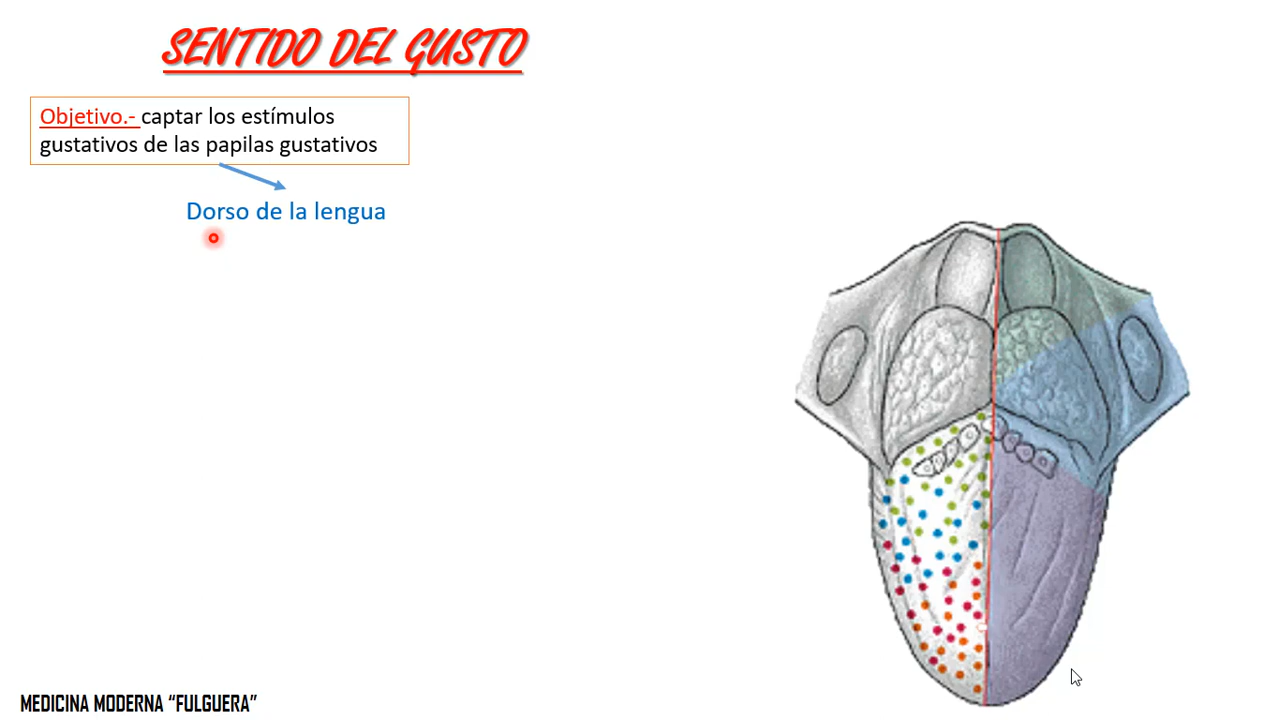 SENTIDO DEL GUSTO
Objetivo.- captar los estímulos
gustativos de las papilas gustativos
Dorso de la lengua
MEDICINA MODERNA “FULGUERA”